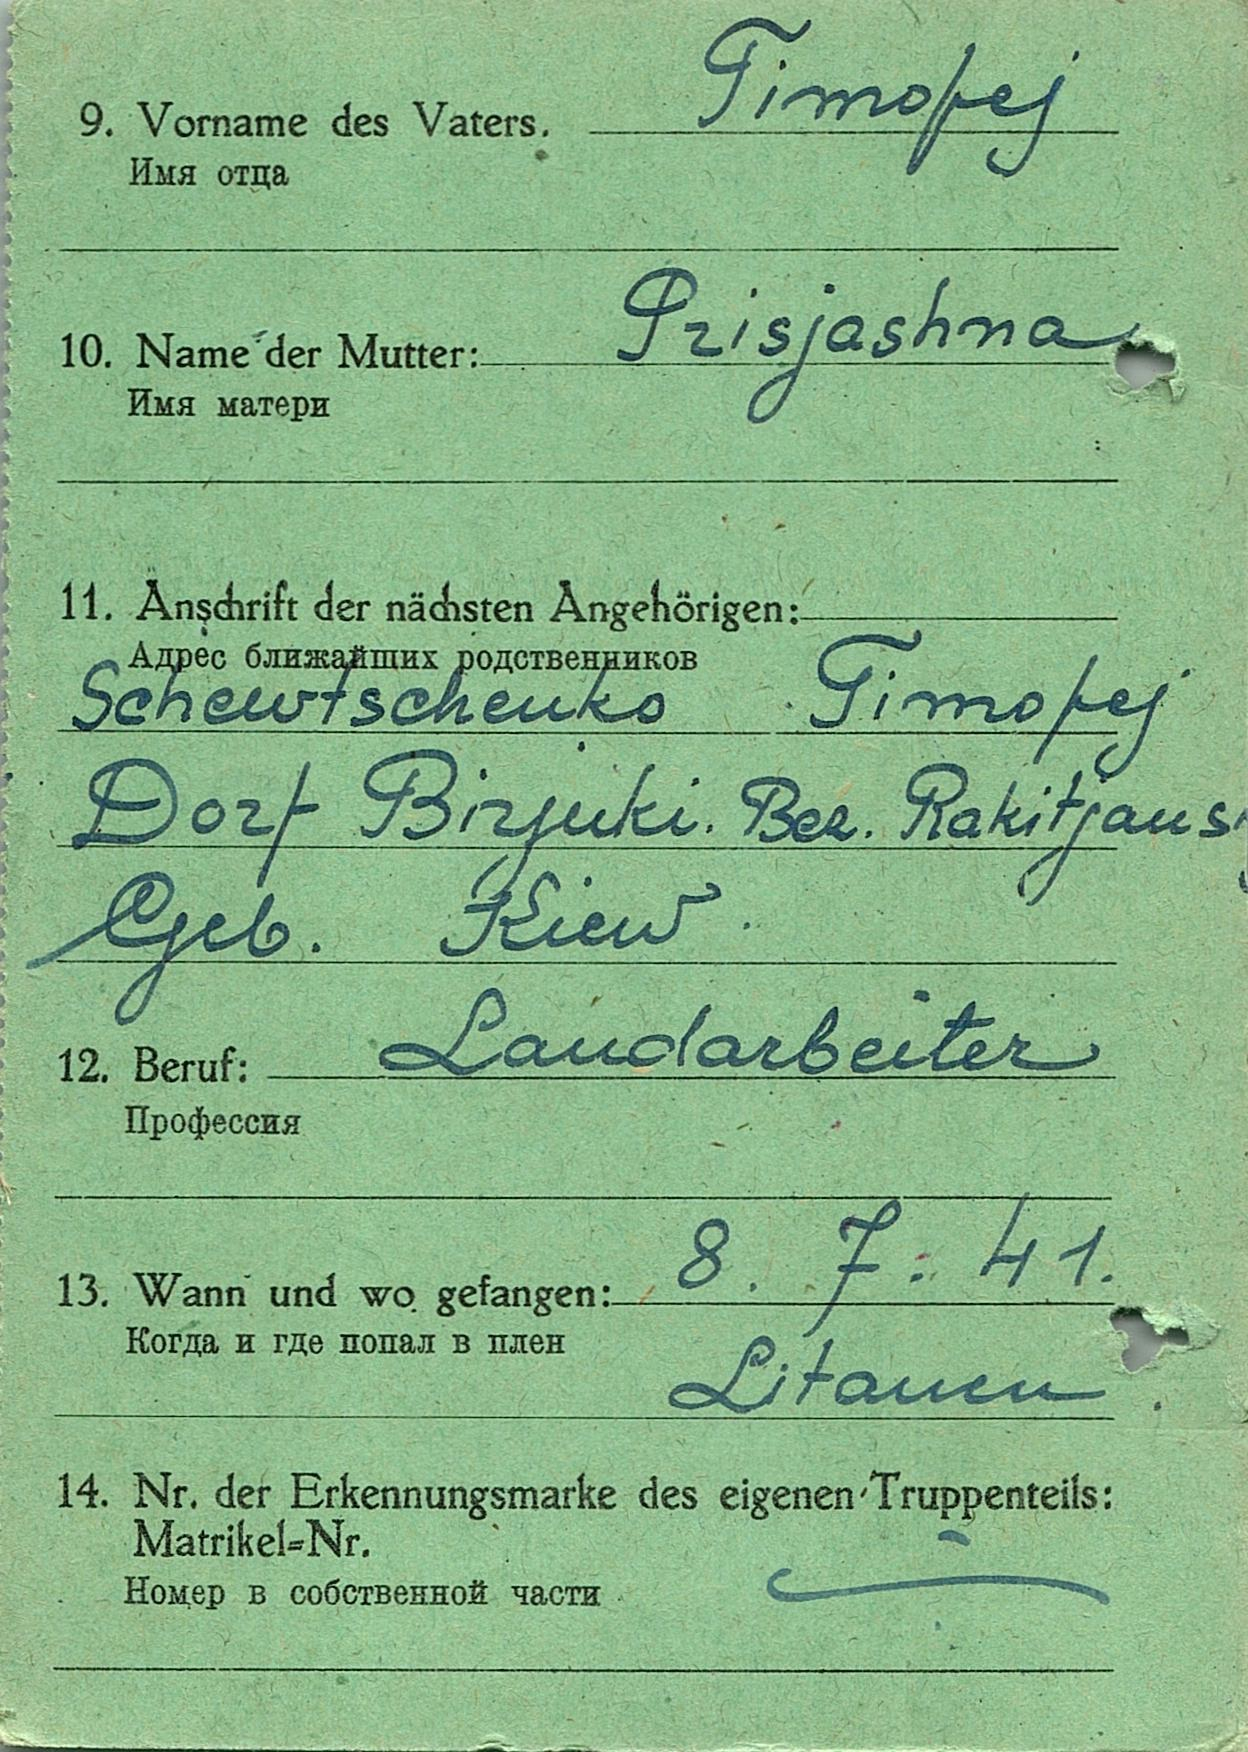 9. Vorname des Vaters. Timofej
Имя отца
10. Name der Mutter: Prisjashna
Имя матери
11. Anschrift der nächsten Angehörigen:
Адрес ближайших родственников
Schewtschenko Timofej
Dorf Birjuki. Bez. Rakitjansk
Geb. Kiew.
12. Beruf: Landarbeiter
Профессия
13. Wann und wo gefangen: 8. 7. 41.
Когда и где попал в плен
Litauen.
14. Nr. der Erkennungsmarke des eigenen Truppenteils:
Matrikel=Nr.
Номер в собственной части